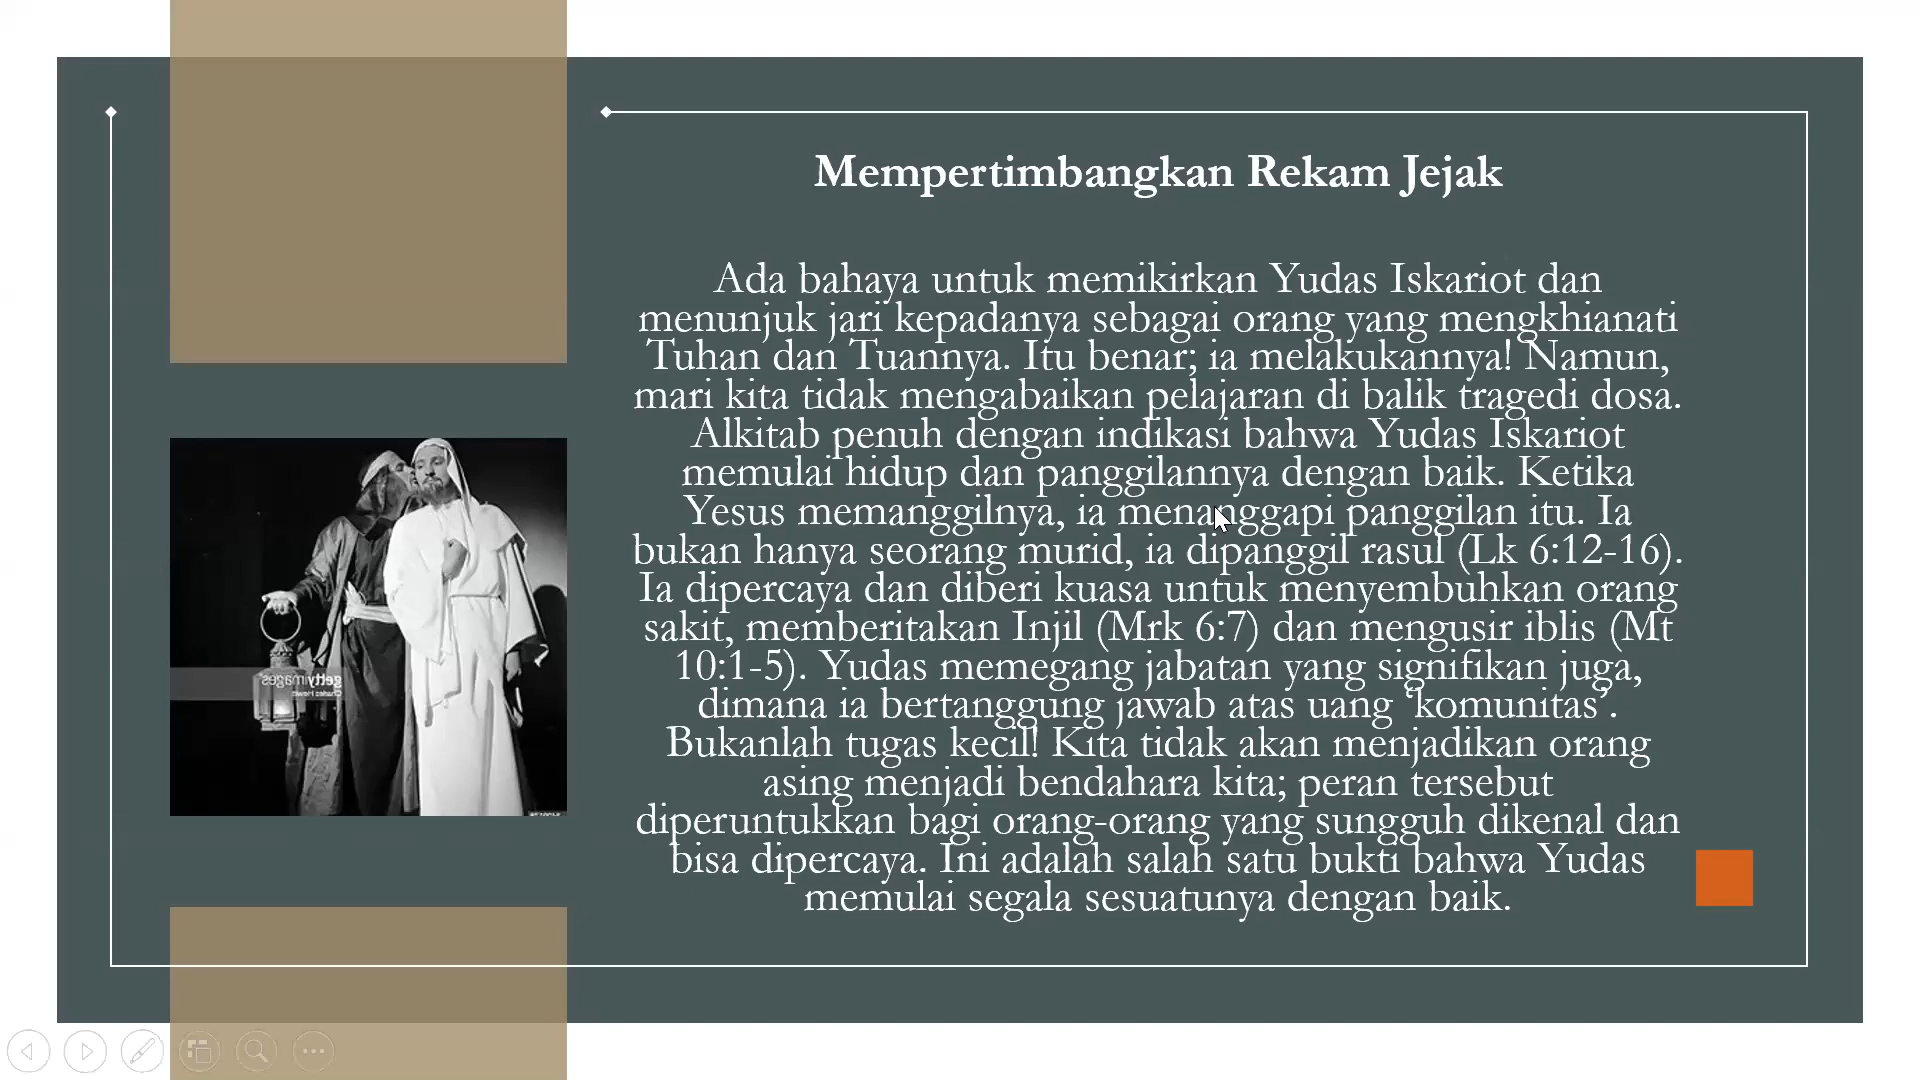 Mempertimbangkan Rekam Jejak
Ada bahaya untuk memikirkan Yudas Iskariot dan
menunjuk jari kepadanya sebagai orang yang mengkhianati
Tuhan dan Tuannya. Itu benar; ia melakukannya! Namun,
mari kita tidak mengabaikan pelajaran di balik tragedi dosa.
Alkitab penuh dengan indikasi bahwa Yudas Iskariot
memulai hidup dan panggilannya dengan baik. Ketika
Yesus memanggilnya, ia menanggapi panggilan itu. Ia
bukan hanya seorang murid, ia dipanggil rasul (Lk 6:12-16).
Ia dipercaya dan diberi kuasa untuk menyembuhkan orang
sakit, memberitakan Injil (Mrk 6:7) dan mengusir iblis (Mt
10:1-5). Yudas memegang jabatan yang signifikan juga,
dimana ia bertanggung jawab atas uang ‘komunitas’.
Bukanlah tugas kecil! Kita tidak akan menjadikan orang
asing menjadi bendahara kita; peran tersebut
diperuntukkan bagi orang-orang yang sungguh dikenal dan
bisa dipercaya. Ini adalah salah satu bukti bahwa Yudas
memulai segala sesuatunya dengan baik.
gettyimages
Charles Hewitt